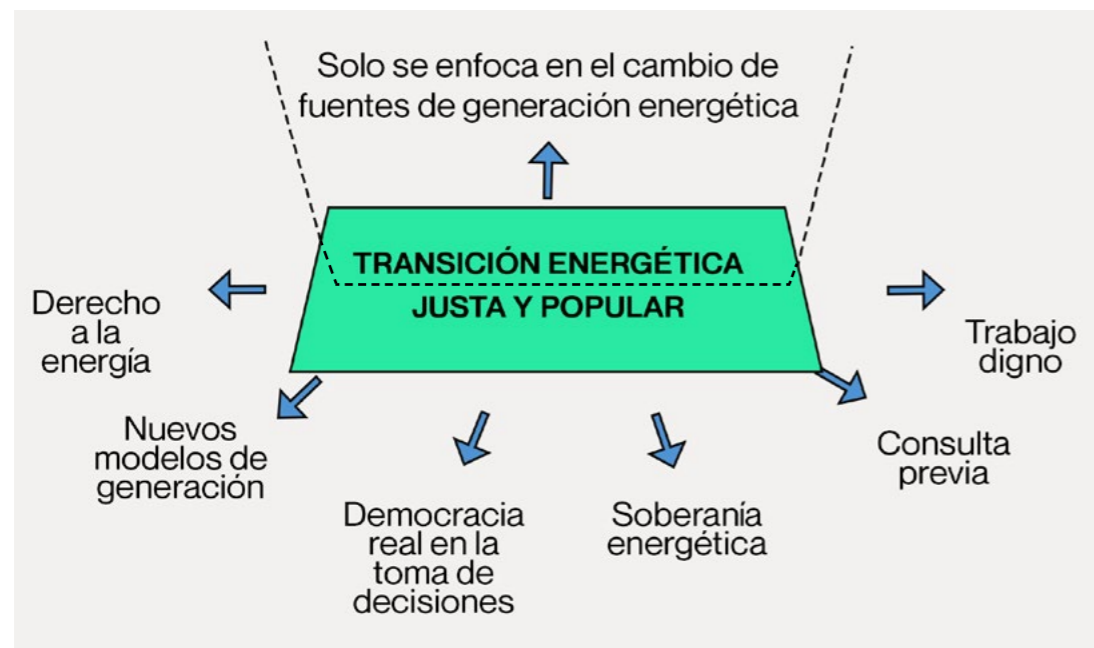 Solo se enfoca en el cambio de
fuentes de generación energética
TRANSICIÓN ENERGÉTICA
JUSTA Y POPULAR
Derecho
a la
energía
Nuevos
modelos de
generación
Democracia
real en la
toma de
decisiones
Soberanía
energética
Consulta
previa
Trabajo
digno